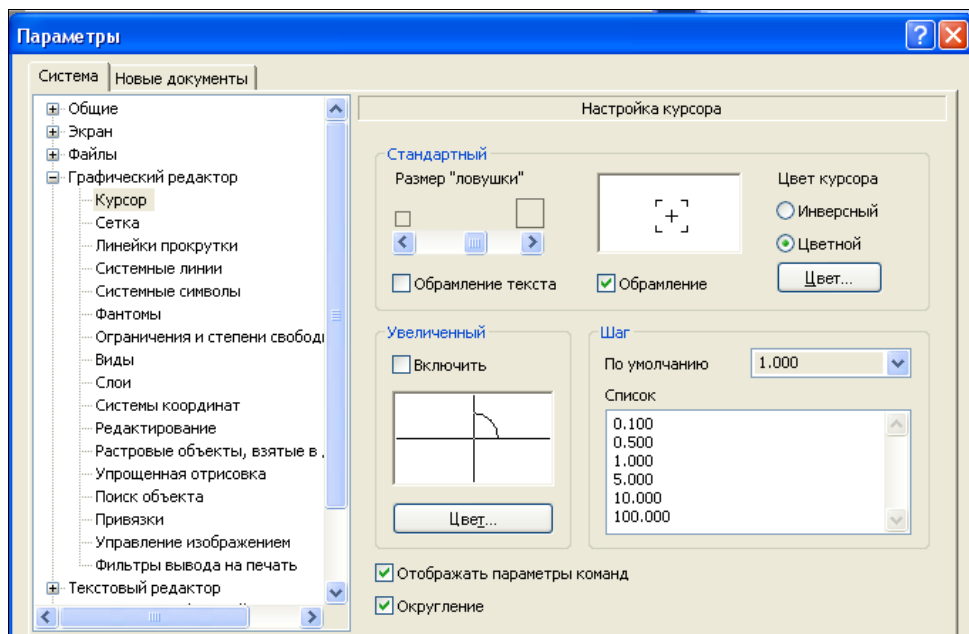 Параметры
Система
Новые документы
Общие
Экран
Файлы
Графический редактор
Курсор
Сетка
Линейки прокрутки
Системные линии
Системные символы
Фантомы
Ограничения и степени свободы
Виды
Слои
Системы координат
Редактирование
Растровые объекты, взятые в
Упрощенная отрисовка
Поиск объекта
Привязки
Управление изображением
Фильтры вывода на печать
Текстовый редактор
Настройка курсора
Стандартный
Размер "ловушки"
Обрамление текста
Обрамление
Цвет курсора
Инверсный
Цветной
Цвет...
Увеличенный
Включить
Цвет...
Шаг
По умолчанию 1.000
Список
0.100
0.500
1.000
5.000
10.000
100.000
Отображать параметры команд
Округление